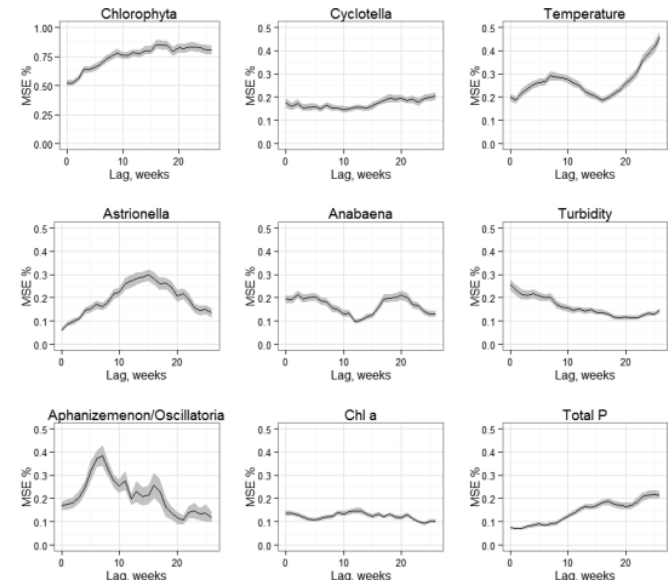 Chlorophyta Cyclotella Temperature
1.00 0.5 0.5
0.75 0.4 0.4
0.50 0.3 0.3
0.25 0.2 0.2
0.00 0.1 0.1
0.0 0.0
MSE % MSE % MSE %
0 10 20 0 10 20 0 10 20
Lag, weeks Lag, weeks Lag, weeks
Astrionella Anabaena Turbidity
0.5 0.5 0.5
0.4 0.4 0.4
0.3 0.3 0.3
0.2 0.2 0.2
0.1 0.1 0.1
0.0 0.0 0.0
MSE % MSE % MSE %
0 10 20 0 10 20 0 10 20
Lag, weeks Lag, weeks Lag, weeks
Aphanizemenon/Oscillatoria Chl a Total P
0.5 0.5 0.5
0.4 0.4 0.4
0.3 0.3 0.3
0.2 0.2 0.2
0.1 0.1 0.1
0.0 0.0 0.0
MSE % MSE % MSE %
0 10 20 0 10 20 0 10 20
Lag, weeks Lag, weeks Lag, weeks